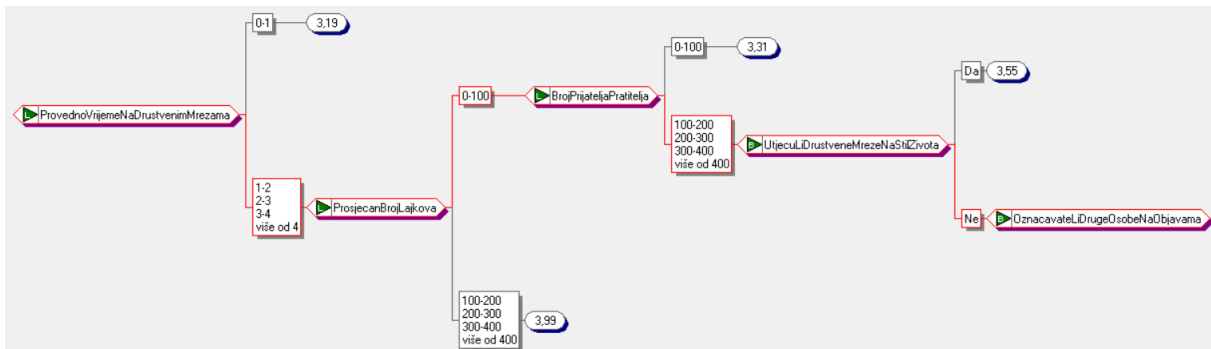 ProvednoVrijemeNaDrustvenimMrezama
0-1
3,19
1-2
2-3
3-4
više od 4
ProsjecanBrojLajkova
0-100
BrojPrijateljaPratitelja
0-100
3,31
100-200
200-300
300-400
više od 400
UtjecuLiDrustveneMrezeNaStilZivota
Da
3,55
Ne
OznacavateLiDrugeOsobeNaObjavama
100-200
200-300
300-400
više od 400
3,99